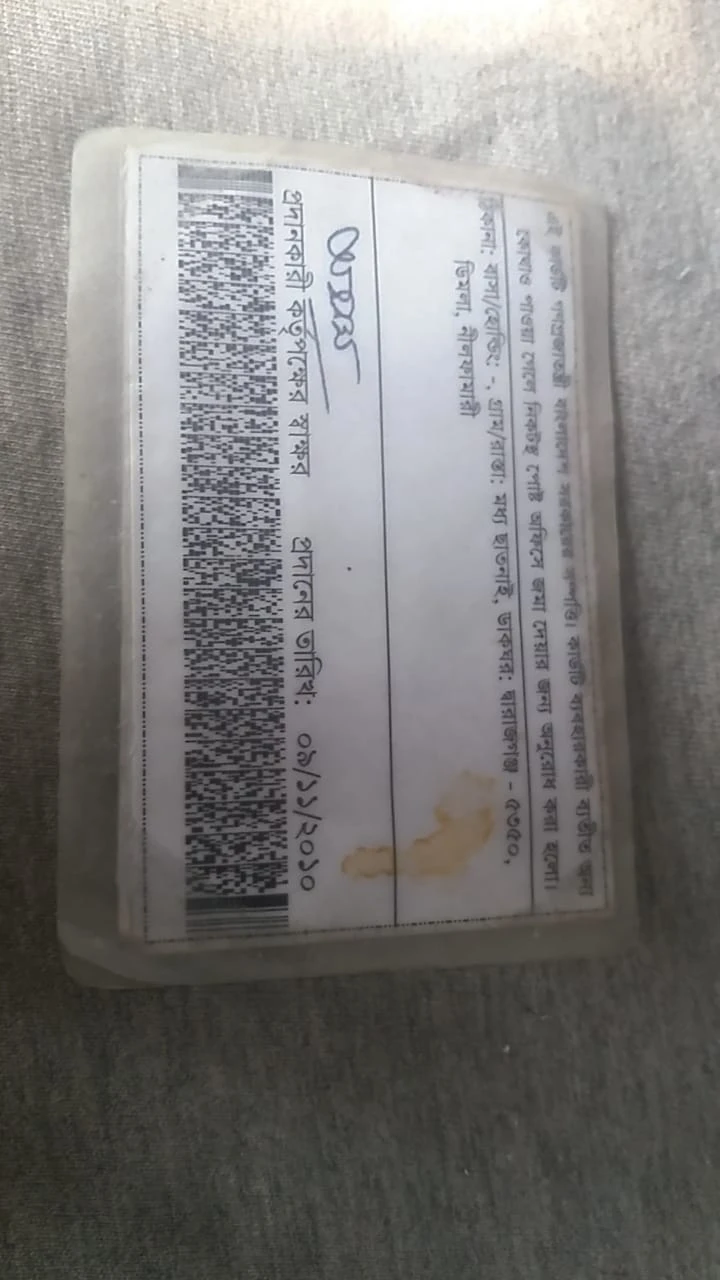 এই কার্ডটি গণপ্রজাতন্ত্রী বাংলাদেশ সরকারের সম্পত্তি। কার্ডটি ব্যবহারকারী ব্যতীত অন্য
কোথাও পাওয়া গেলে নিকটস্থ পোষ্ট অফিসে জমা দেয়ার জন্য অনুরোধ করা হলো।
ঠিকানা: বাসা/হোল্ডিং: -, গ্রাম/রাস্তা: মধ্য ছাতনাই, ডাকঘর: - ৫৩৫০,
ডিমলা, নীলফামারী
প্রদানকারী কর্তৃপক্ষের স্বাক্ষর প্রদানের তারিখ: ০৯/১১/২০১০